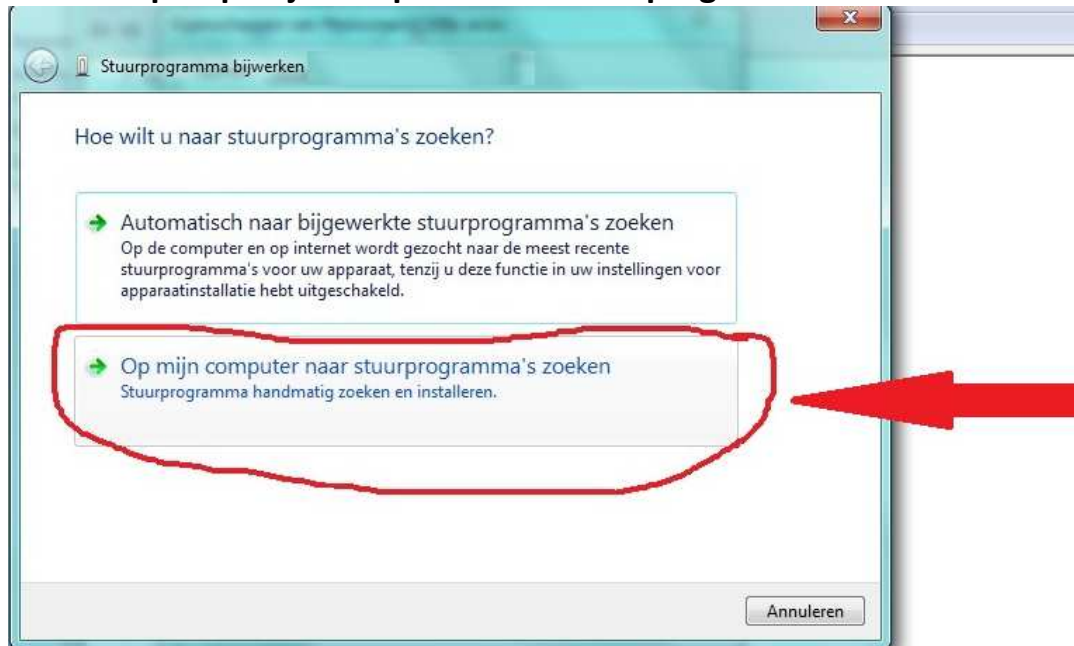 Stuurprogramma bijwerken
Hoe wilt u naar stuurprogramma's zoeken?
Automatisch naar bijgewerkte stuurprogramma's zoeken
Op de computer en op internet wordt gezocht naar de meest recente
stuurprogramma's voor uw apparaat, tenzij u deze functie in uw instellingen voor
apparaatinstallatie hebt uitgeschakeld.
Op mijn computer naar stuurprogramma's zoeken
Stuurprogramma handmatig zoeken en installeren.
Annuleren